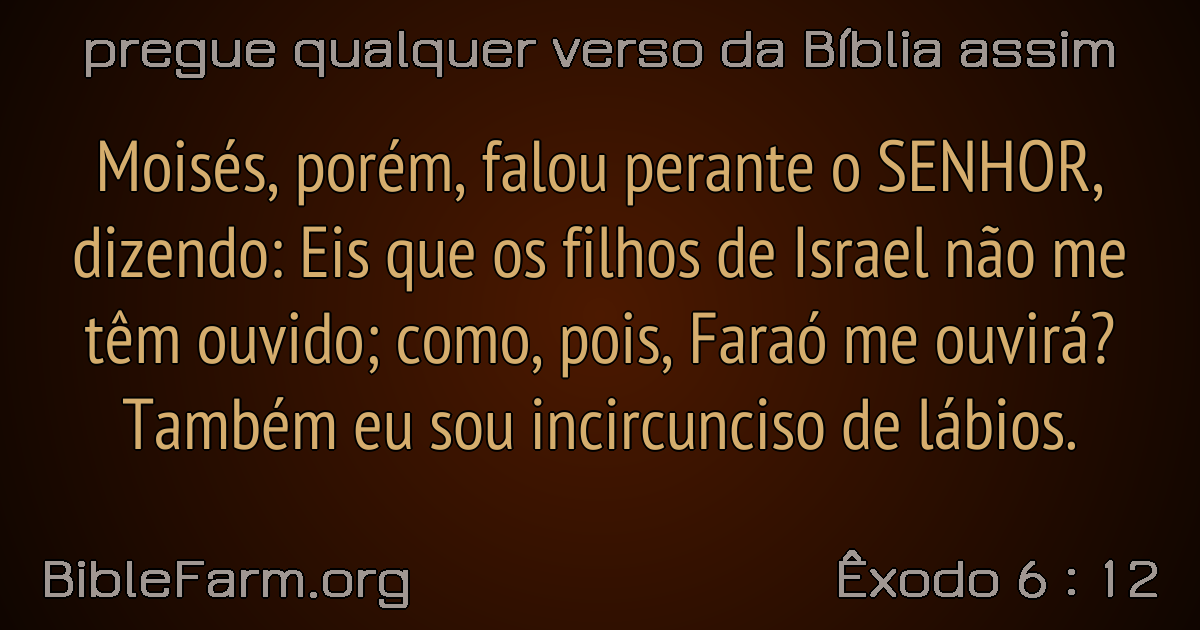 pregue qualquer verso da Bíblia assim
Moisés, porém, falou perante o SENHOR,
dizendo: Eis que os filhos de Israel não me
têm ouvido; como, pois, Faraó me ouvirá?
Também eu sou incircunciso de lábios.
BibleFarm.org
Êxodo 6 : 12